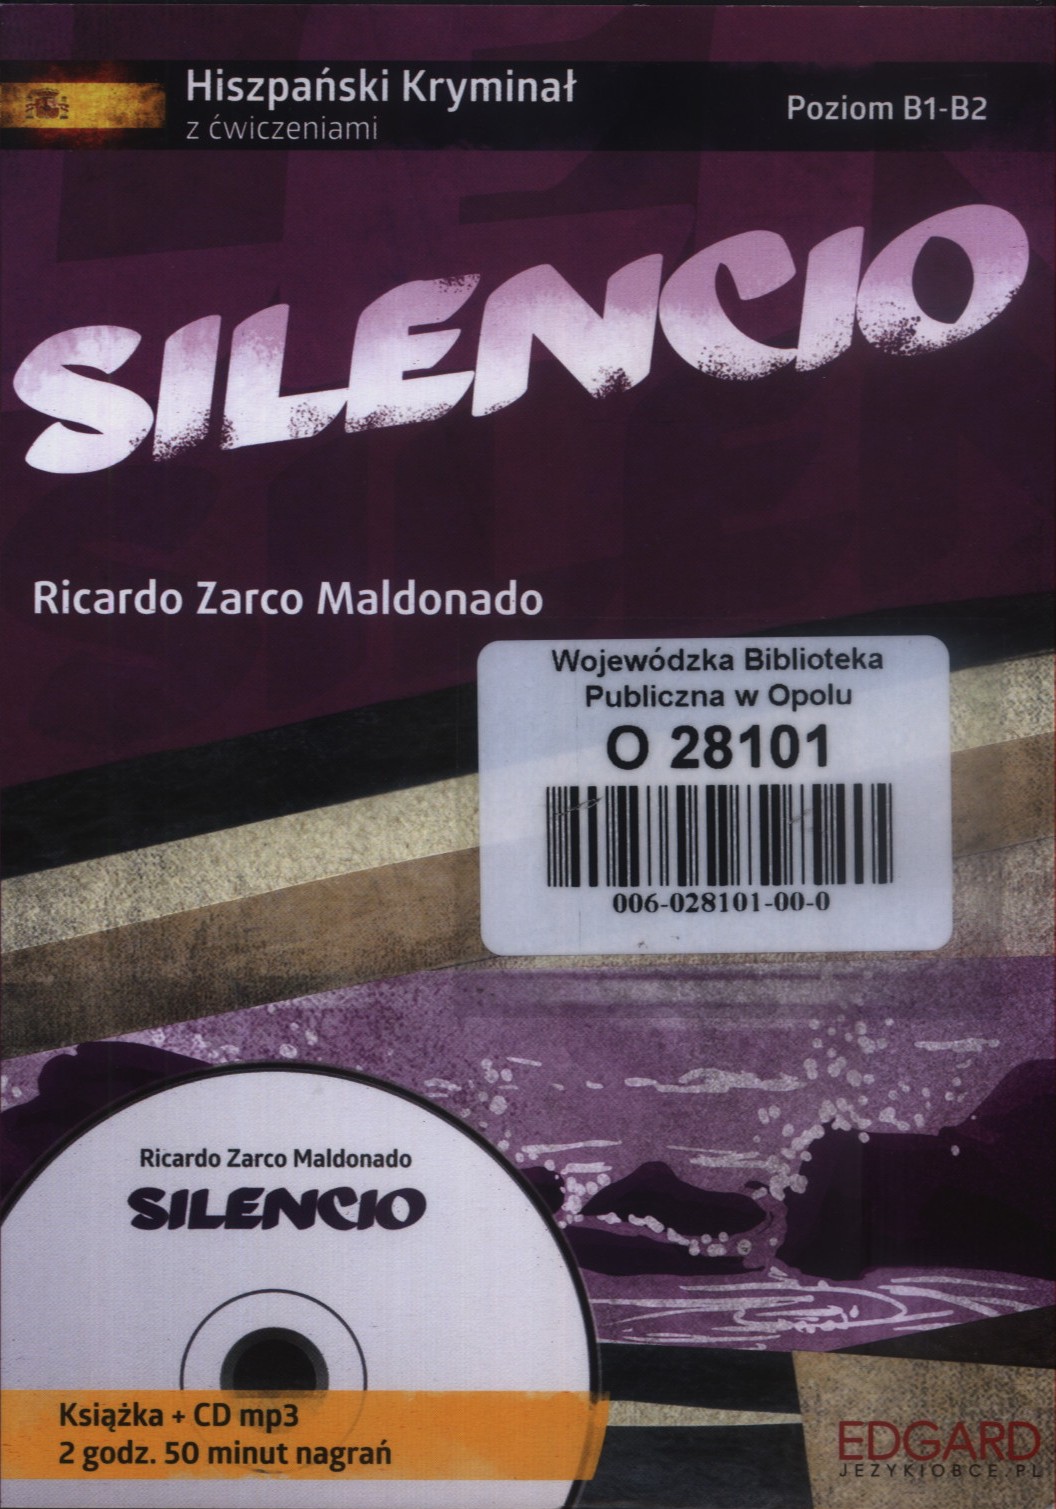 Hiszpański Kryminał
z ćwiczeniami
Poziom B1-B2
SILENCIO
Ricardo Zarco Maldonado
Wojewódzka Biblioteka
Publiczna w Opolu
O 28101
006-028101-00-0
Ricardo Zarco Maldonado
SILENCIO
Książka + CD mp3
2 godz. 50 minut nagrań
EDGARD
JEZYKIOBCE.PL